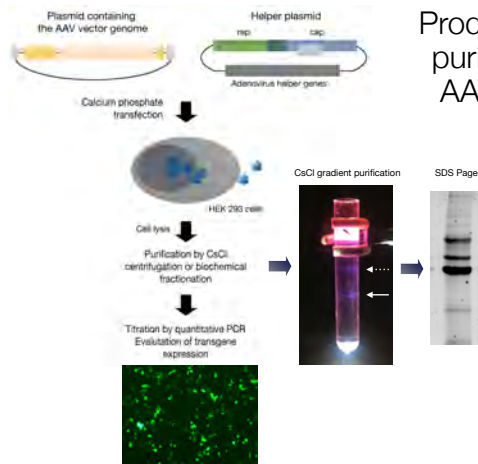 Plasmid containing
the AAV vector genome
Helper plasmid
rep
cap
Adenovirus helper genes
Calcium phosphate
transfection
HEK 293 cells
Cell lysis
Purification by CsCl
centrifugation or biochemical
fractionation
Titration by quantitative PCR
Evalutation of transgene
expression
CsCl gradient purification
SDS Page
Prod
puri
AA